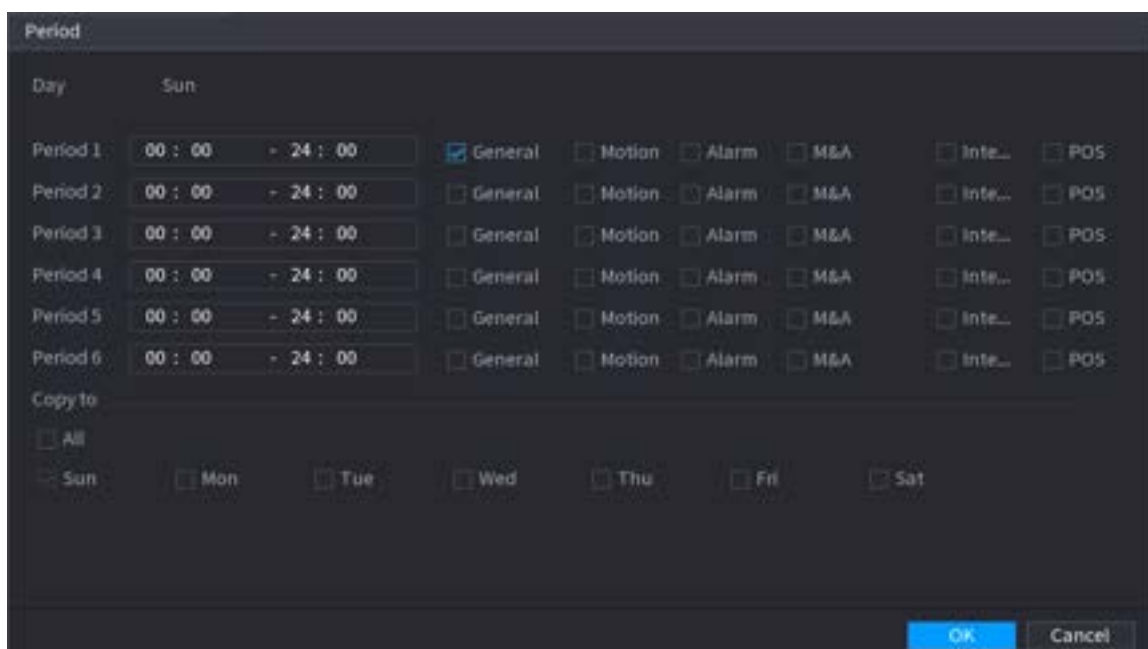 Period
Day Sun
Period 1 00 : 00 - 24 : 00 General Motion Alarm M&A Inte... POS
Period 2 00 : 00 - 24 : 00 General Motion Alarm M&A Inte... POS
Period 3 00 : 00 - 24 : 00 General Motion Alarm M&A Inte... POS
Period 4 00 : 00 - 24 : 00 General Motion Alarm M&A Inte... POS
Period 5 00 : 00 - 24 : 00 General Motion Alarm M&A Inte... POS
Period 6 00 : 00 - 24 : 00 General Motion Alarm M&A Inte... POS
Copy to
All
Sun Mon Tue Wed Thu Fri Sat
OK Cancel